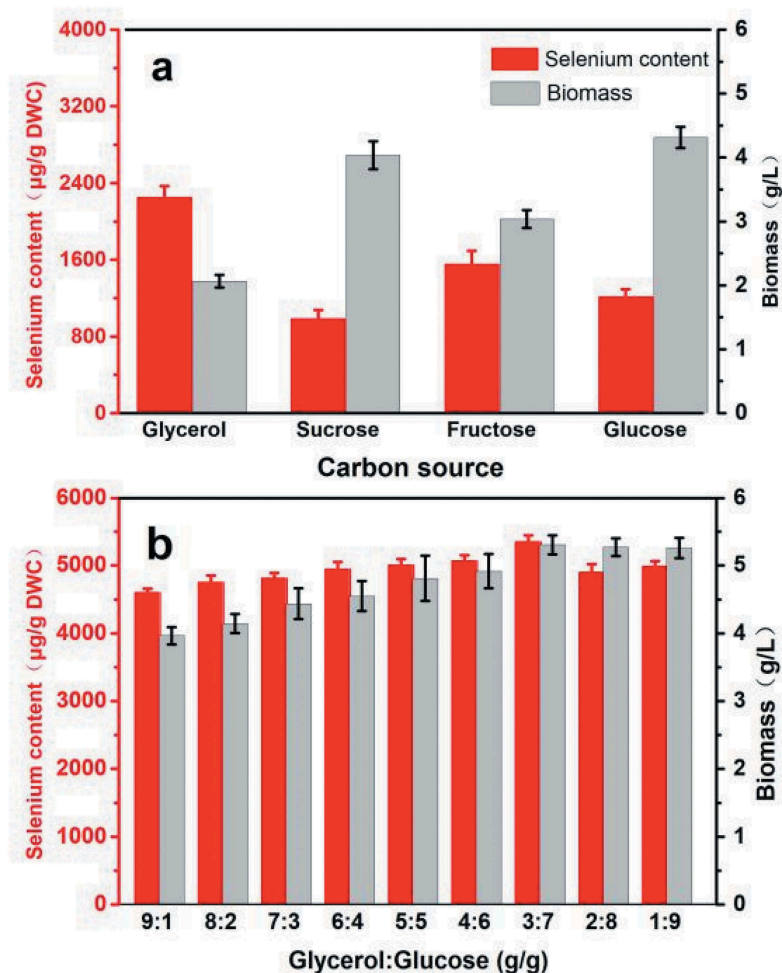 a
Selenium content
Biomass
Selenium content（μg/g DWC)
4000
3200
2400
1600
800
0
6
5
4
3
2
1
0
Biomass（g/L）
Glycerol
Sucrose
Fructose
Glucose
Carbon source
b
Selenium content（μg/g DWC）
6000
5000
4000
3000
2000
1000
0
6
5
4
3
2
1
0
Biomass（g/L）
9:1
8:2
7:3
6:4
5:5
4:6
3:7
2:8
1:9
Glycerol:Glucose (g/g)